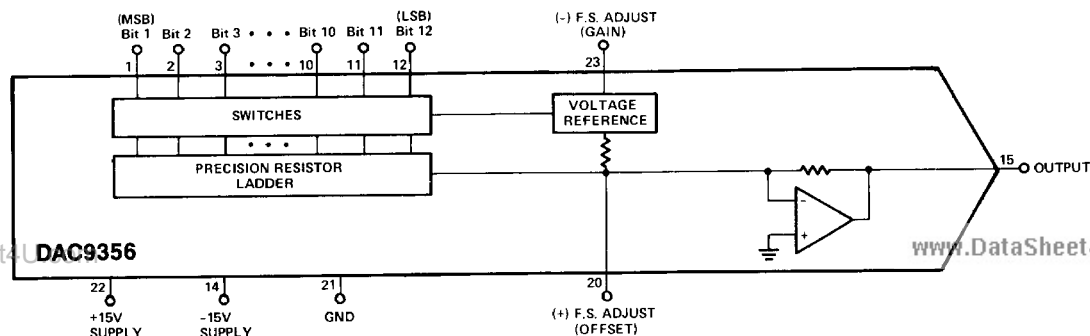 (MSB) (LSB) (-) F.S. ADJUST
Bit 1 Bit 2 Bit 3 • • • Bit 10 Bit 11 Bit 12 (GAIN)
1 2 3 • • • 10 11 12 23
SWITCHES
VOLTAGE
REFERENCE
• • •
PRECISION RESISTOR
LADDER
15 OUTPUT
-
+
DAC9356
www.DataSheet4
22 14 21 20
+15V
SUPPLY
-15V
SUPPLY
GND
(+) F.S. ADJUST
(OFFSET)